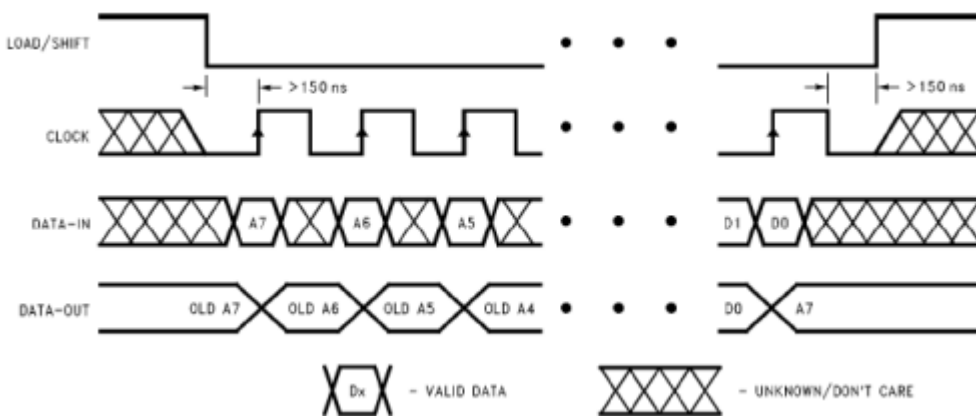 LOAD/SHIFT
>150 ns >150 ns
CLOCK
DATA-IN A7 A6 A5 D1 D0
DATA-OUT OLD A7 OLD A6 OLD A5 OLD A4 D0 A7
Dx - VALID DATA - UNKNOWN/DON'T CARE